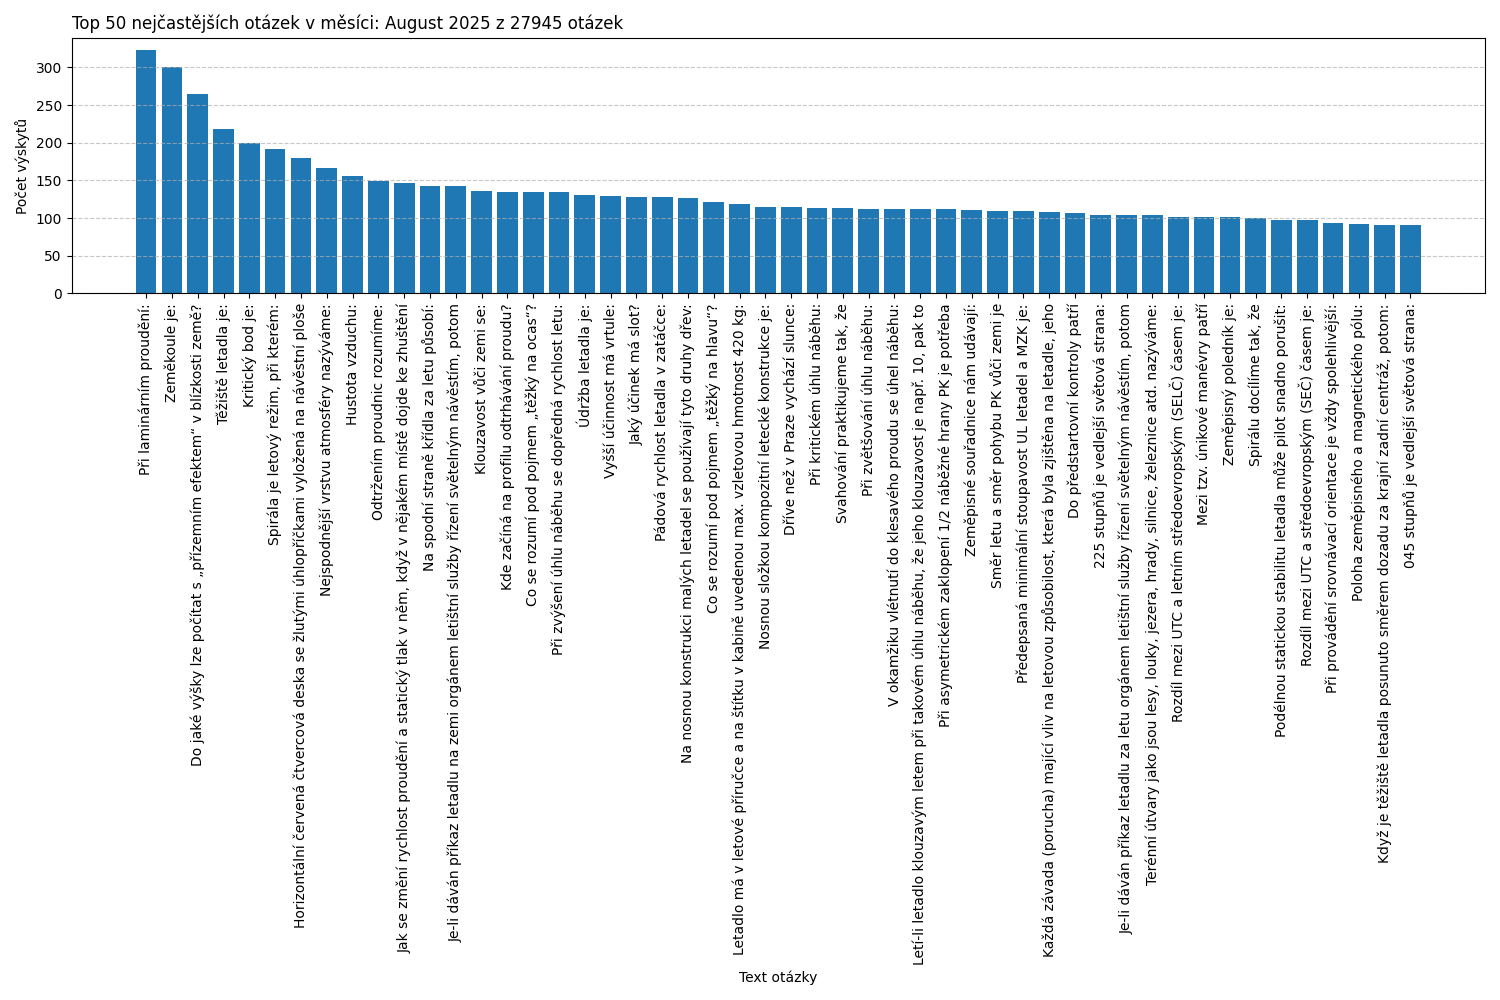 Top 50 nejčastějších otázek v měsíci: August 2025 z 27945 otázek
Počet výskytů
300
250
200
150
100
50
0
Při laminárním proudění:
Zeměkoule je:
Do jaké výšky lze počítat s „přízemním efektem“ v blízkosti země?
Těžiště letadla je:
Kritický bod je:
Spirála je letový režim, při kterém:
Horizontální červená čtvercová deska se žlutými úhlopříčkami vyložená na návěstní ploše
Nejspodnější vrstvu atmosféry nazýváme:
Hustota vzduchu:
Odtržením proudnic rozumíme:
Jak se změní rychlost proudění a statický tlak v něm, když v nějakém místě dojde ke zhuštění
Na spodní straně křídla za letu působí:
Je-li dáván příkaz letadlu na zemi orgánem letištní služby řízení světelným návěstím, potom
Klouzavost vůči zemi se:
Kde začíná na profilu odtrhávání proudu?
Co se rozumí pod pojmem „těžký na ocas“?
Při zvýšení úhlu náběhu se dopředná rychlost letu:
Údržba letadla je:
Vyšší účinnost má vrtule:
Jaký účinek má slot?
Pádová rychlost letadla v zatáčce:
Na nosnou konstrukci malých letadel se používají tyto druhy dřev:
Co se rozumí pod pojmem „těžký na hlavu“?
Letadlo má v letové příručce a na štítku v kabině uvedenou max. vzletovou hmotnost 420 kg:
Nosnou složkou kompozitní letecké konstrukce je:
Dříve než v Praze vychází slunce:
Při kritickém úhlu náběhu:
Svahování praktikujeme tak, že
Při zvětšování úhlu náběhu:
V okamžiku vlétnutí do klesavého proudu se úhel náběhu:
Letí-li letadlo klouzavým letem při takovém úhlu náběhu, že jeho klouzavost je např. 10, pak to
Při asymetrickém zaklopení 1/2 náběžné hrany PK je potřeba
Zeměpisné souřadnice nám udávají:
Směr letu a směr pohybu PK vůči zemi je
Předepsaná minimální stoupavost UL letadel a MZK je:
Každá závada (porucha) mající vliv na letovou způsobilost, která byla zjištěna na letadle, jeho
Do předstartovní kontroly patří
225 stupňů je vedlejší světová strana:
Je-li dáván příkaz letadlu za letu orgánem letištní služby řízení světelným návěstím, potom
Terénní útvary jako jsou lesy, louky, jezera, hrady, silnice, železnice atd. nazýváme:
Rozdíl mezi UTC a letním středoevropským (SELČ) časem je:
Mezi tzv. únikové manévry patří
Zeměpisný poledník je:
Spirálu docílíme tak, že
Podélnou statickou stabilitu letadla může pilot snadno porušit:
Rozdíl mezi UTC a středoevropským (SEČ) časem je:
Při provádění srovnávací orientace je vždy spolehlivější:
Poloha zeměpisného a magnetického pólu:
Když je těžiště letadla posunuto směrem dozadu za krajní zadní centráž, potom:
045 stupňů je vedlejší světová strana:
Text otázky